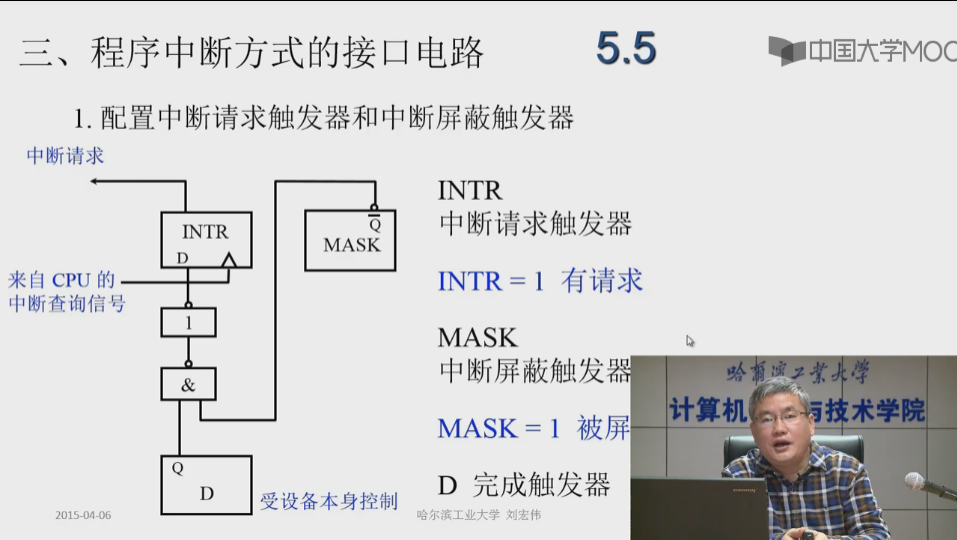 三、程序中断方式的接口电路
5.5
中国大学MOO
1. 配置中断请求触发器和中断屏蔽触发器
中断请求
INTR
D
Q
MASK
来自 CPU 的
中断查询信号
1
&
Q
D
受设备本身控制
INTR
中断请求触发器
INTR = 1 有请求
MASK
中断屏蔽触发器
MASK = 1 被屏
D 完成触发器
2015-04-06
哈尔滨工业大学 刘宏伟
哈尔滨工业大学
计算机
与技术学院